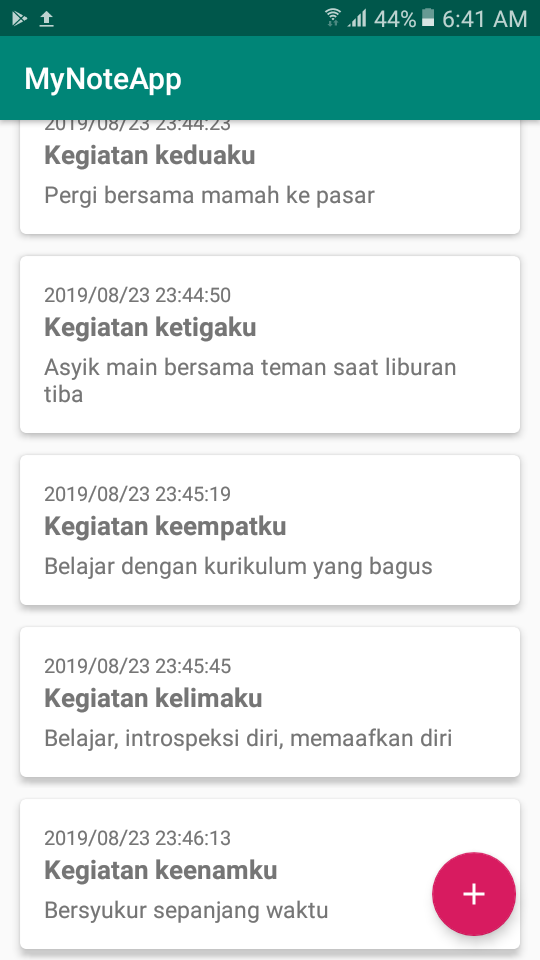 44% 6:41 AM
MyNoteApp
2019/08/23 23:44:23
Kegiatan keduaku
Pergi bersama mamah ke pasar
2019/08/23 23:44:50
Kegiatan ketigaku
Asyik main bersama teman saat liburan
tiba
2019/08/23 23:45:19
Kegiatan keempatku
Belajar dengan kurikulum yang bagus
2019/08/23 23:45:45
Kegiatan kelimaku
Belajar, introspeksi diri, memaafkan diri
2019/08/23 23:46:13
Kegiatan keenamku
Bersyukur sepanjang waktu